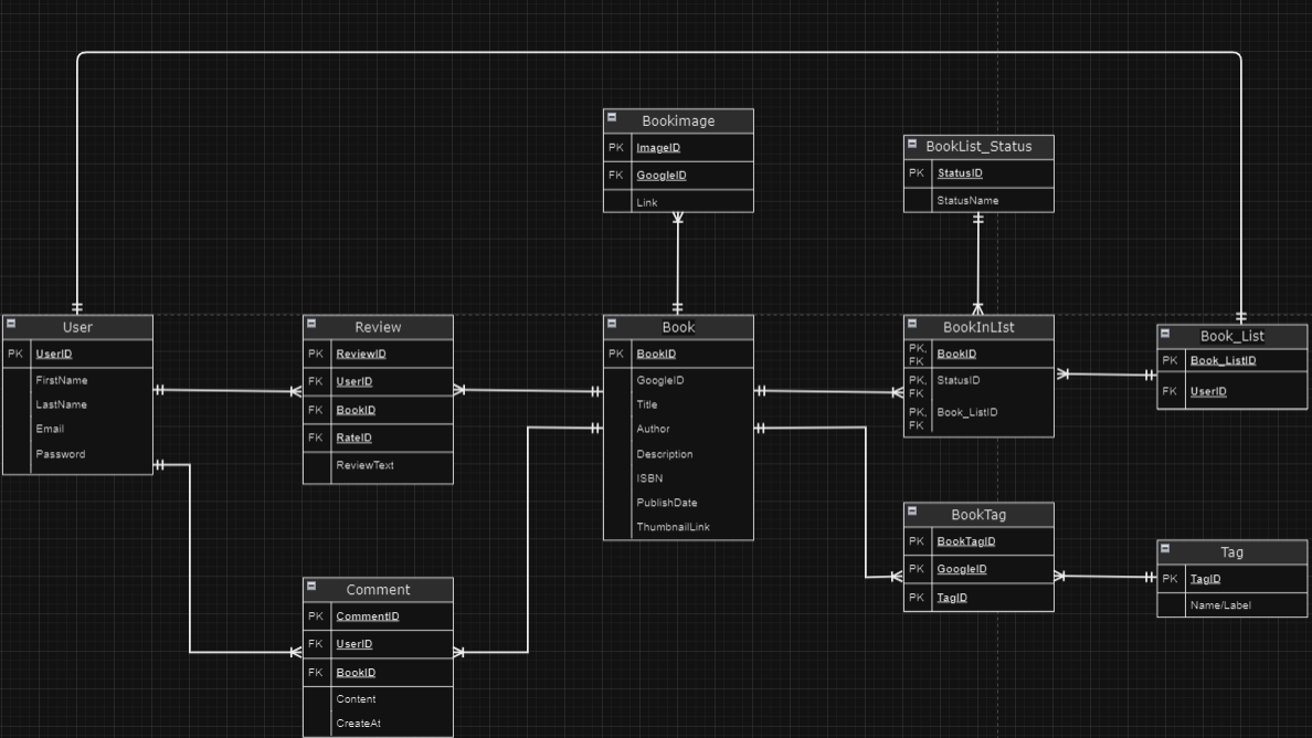 Bookimage
PK ImageID
FK GoogleID
Link
BookList_Status
PK StatusID
StatusName
User
PK UserID
FirstName
LastName
Email
Password
Review
PK ReviewID
FK UserID
FK BookID
FK RateID
ReviewText
Book
PK BookID
GoogleID
Title
Author
Description
ISBN
PublishDate
ThumbnailLink
BookInLIst
PK, FK BookID
PK, FK StatusID
PK, FK Book_ListID
Book_List
PK Book_ListID
FK UserID
BookTag
PK BookTagID
PK GoogleID
PK TagID
Tag
PK TagID
Name/Label
Comment
PK CommentID
FK UserID
FK BookID
Content
CreateAt